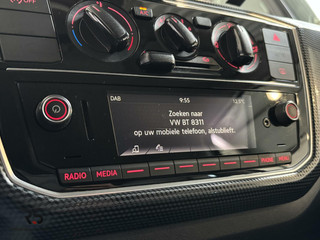 DAB 9:55
Zoeken naar
VW BT 8311
op uw mobiele telefoon, alstublieft.
RADIO MEDIA